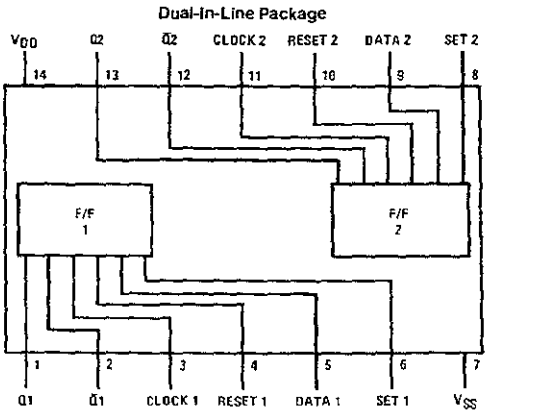 Dual-In-Line Package
VDD Q2 Q̅2 CLOCK 2 RESET 2 DATA 2 SET 2
14 13 12 11 10 9 8
F/F
1
F/F
2
1 2 3 4 5 6 7
Q1 Q̅1 CLOCK 1 RESET 1 DATA 1 SET 1 VSS